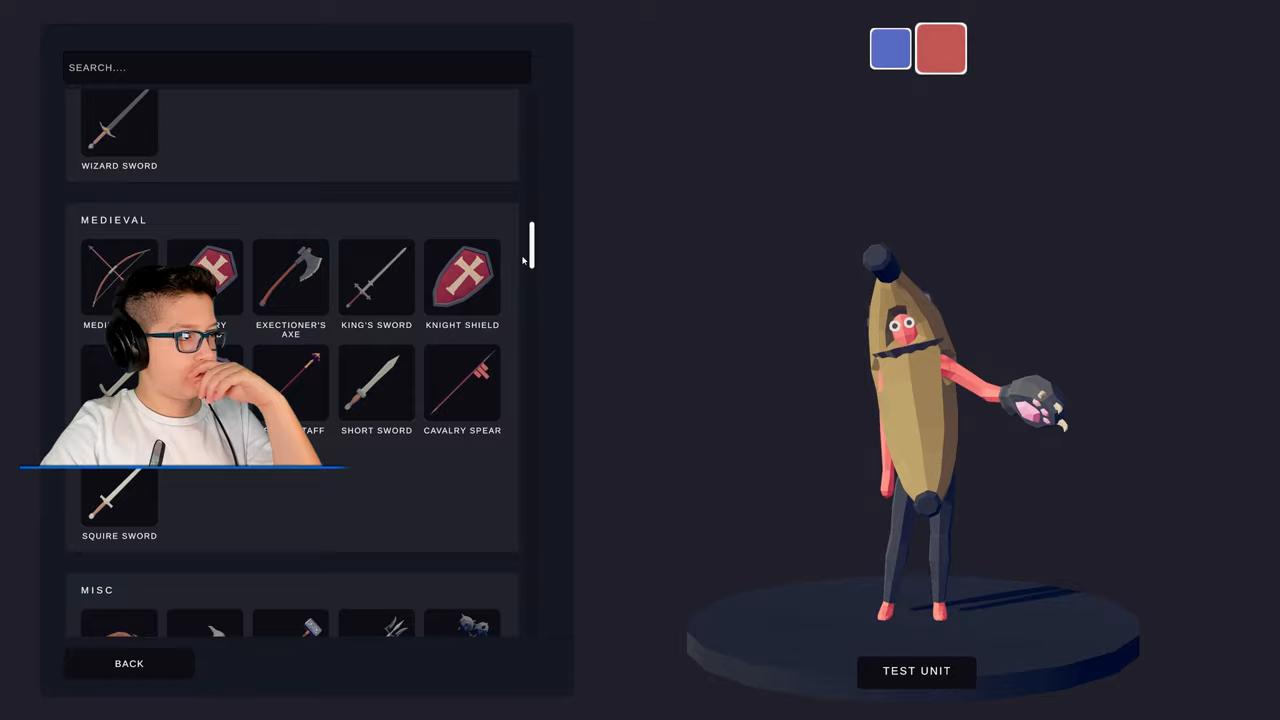 SEARCH....
WIZARD SWORD
MEDIEVAL
EXECTIONER'S
AXE
KING'S SWORD
KNIGHT SHIELD
SHORT SWORD
CAVALRY SPEAR
SQUIRE SWORD
MISC
BACK
TEST UNIT